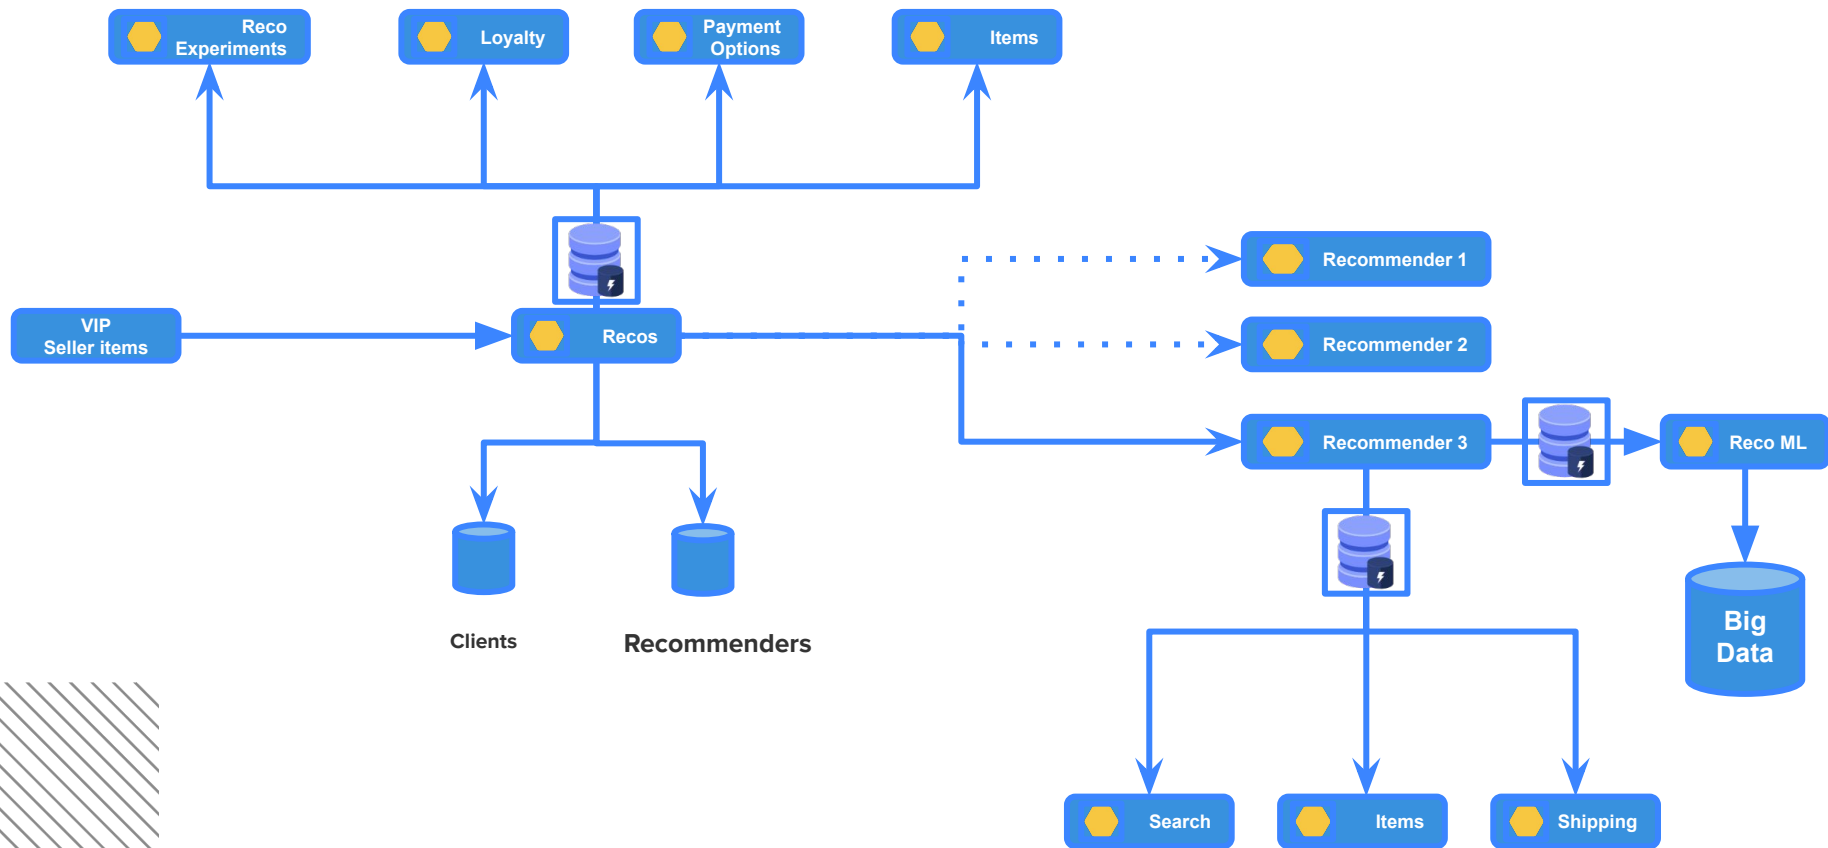 Reco
Experiments
Loyalty
Payment
Options
Items
Recommender 1
VIP
Seller items
Recos
Recommender 2
Recommender 3
Reco ML
Clients
Recommenders
Big
Data
Search
Items
Shipping